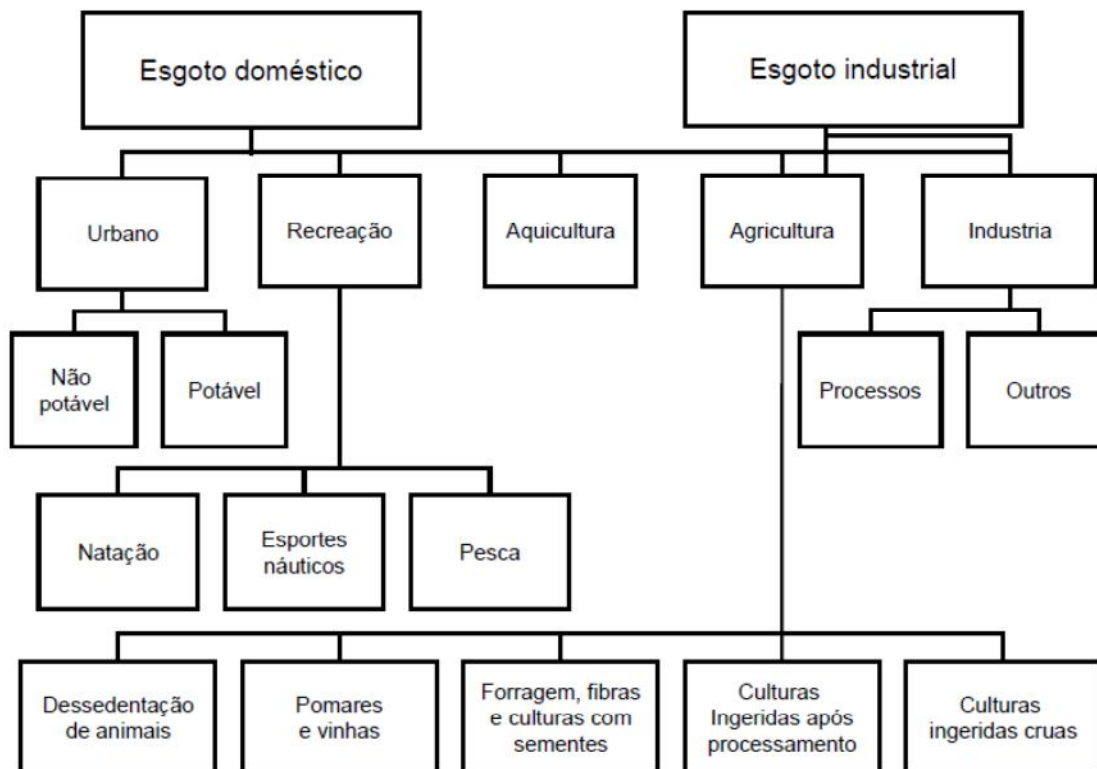 Esgoto doméstico
Esgoto industrial
Urbano
Recreação
Aquicultura
Agricultura
Industria
Não
potável
Potável
Processos
Outros
Natação
Esportes
náuticos
Pesca
Dessedentação
de animais
Pomares
e vinhas
Forragem, fibras
e culturas com
sementes
Culturas
Ingeridas após
processamento
Culturas
ingeridas cruas